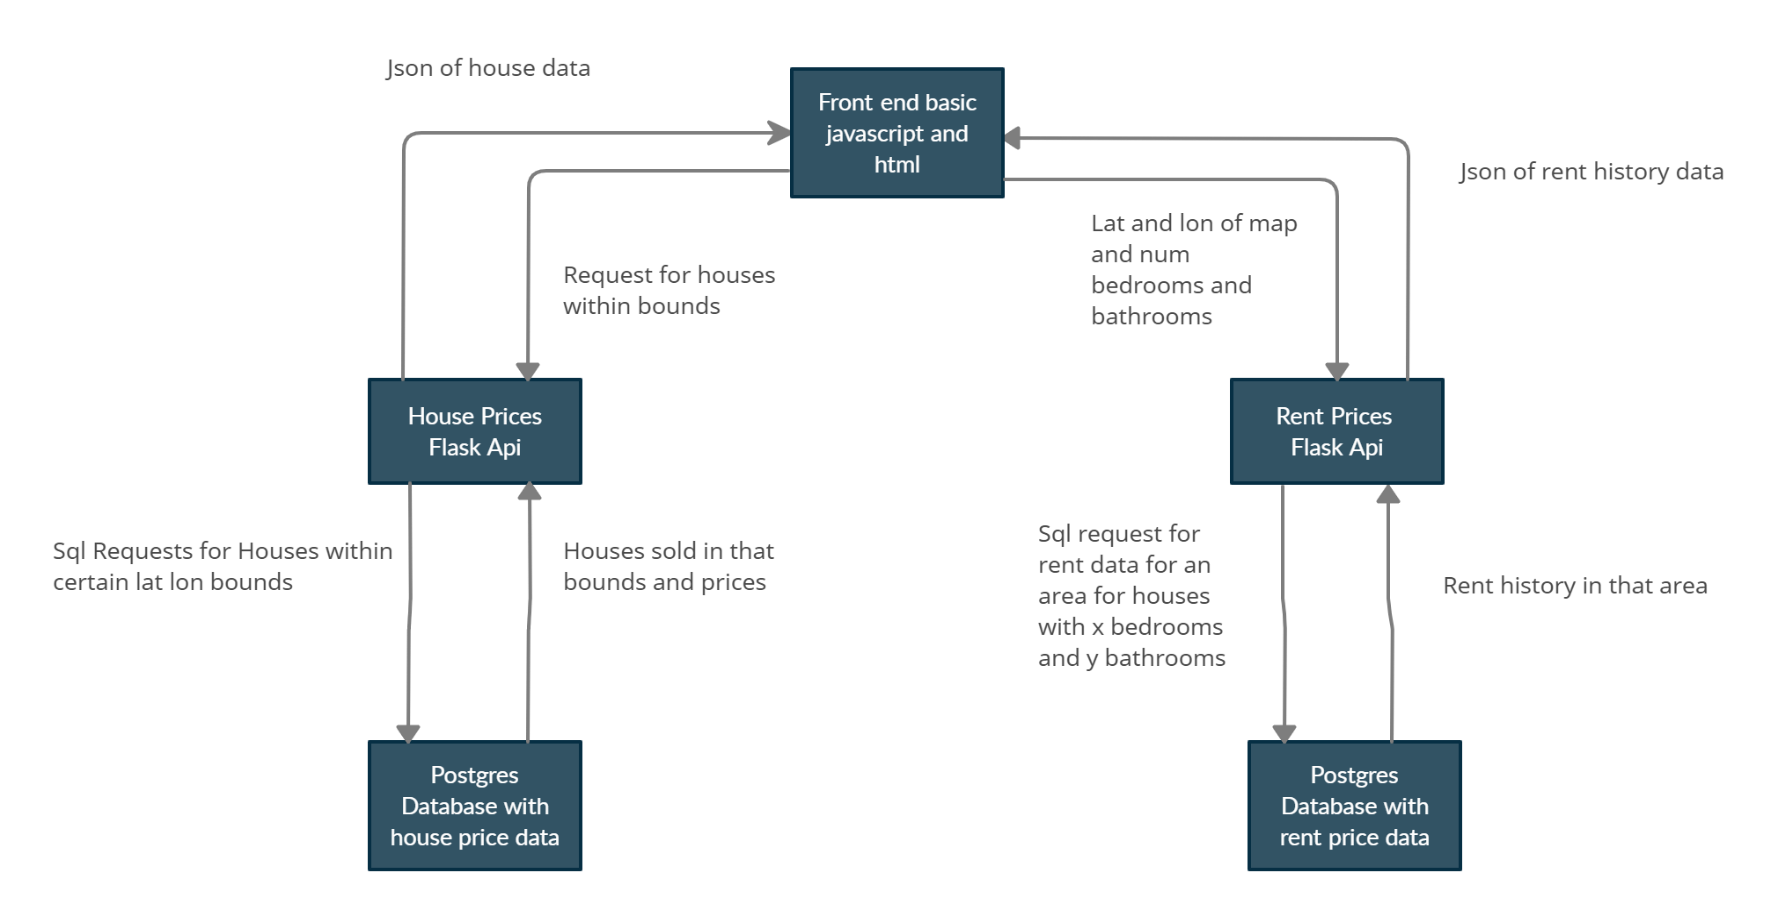 Json of house data
Front end basic
javascript and
html
Json of rent history data
Lat and lon of map
and num
bedrooms and
bathrooms
Request for houses
within bounds
House Prices
Flask Api
Rent Prices
Flask Api
Sql Requests for Houses within
certain lat lon bounds
Houses sold in that
bounds and prices
Sql request for
rent data for an
area for houses
with x bedrooms
and y bathrooms
Rent history in that area
Postgres
Database with
house price data
Postgres
Database with
rent price data